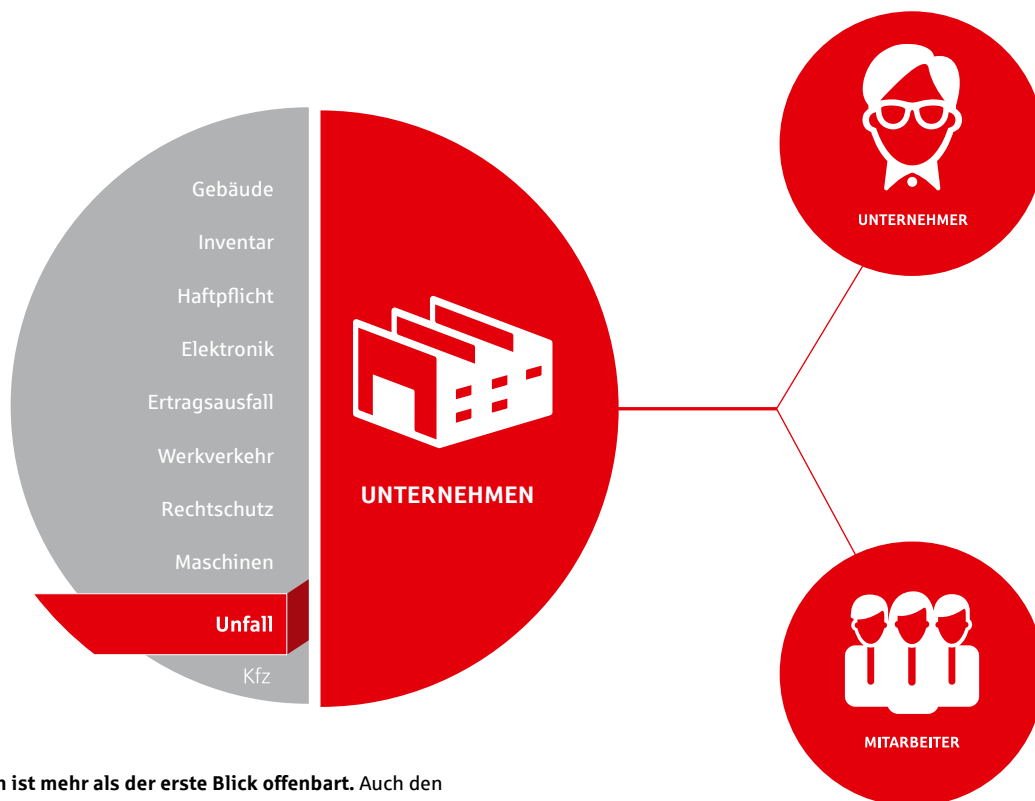 Gebäude
Inventar
Haftpflicht
Elektronik
Ertragsausfall
Werkverkehr
Rechtschutz
Maschinen
Unfall
Kfz
UNTERNEHMEN
UNTERNEHMER
MITARBEITER
ist mehr als der erste Blick offenbart. Auch den